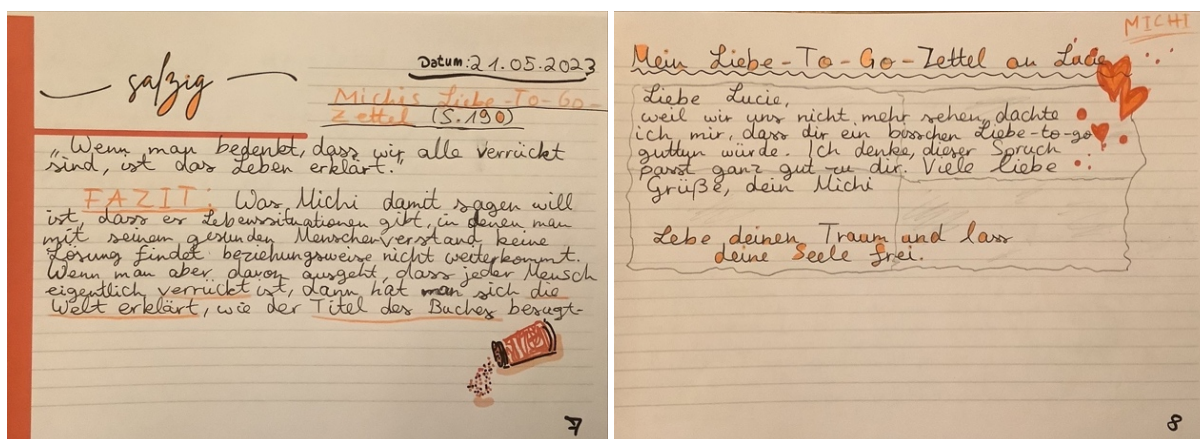 salzig
Datum: 21.05.2023
Michis Liebe-To-Go-
Zettel (S.190)
„Wenn man bedenkt, dass wir alle verrückt
sind, ist das Leben erklärt."
FAZIT: Was Michi damit sagen will
ist, dass es Lebenssituationen gibt, in denen man
mit seinem gesunden Menschenverstand keine
Lösung findet beziehungsweise nicht weiterkommt.
Wenn man aber davon ausgeht, dass jeder Mensch
eigentlich verrückt ist, dann hat man sich die
Welt erklärt, wie der Titel des Buches besagt.
7
MICHI
Mein Liebe-To-Go-Zettel an Lucie
Liebe Lucie,
weil wir uns nicht mehr sehen, dachte
ich mir, dass dir ein bisschen Liebe-to-go
guttun würde. Ich denke, dieser Spruch
passt ganz gut zu dir. Viele liebe
Grüße, dein Michi
Lebe deinen Traum und lass
deine Seele frei.
8